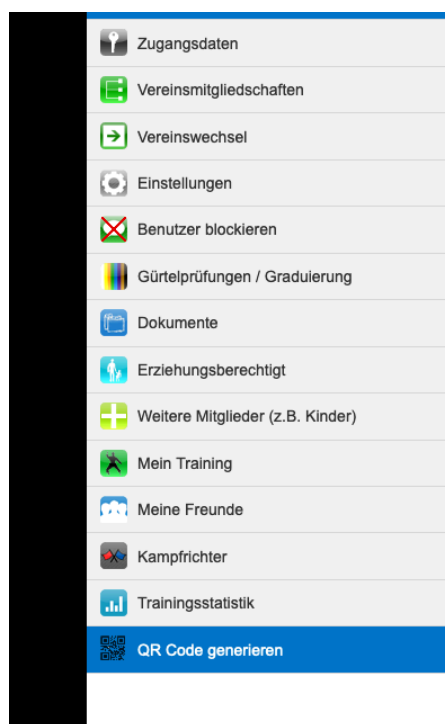 Zugangsdaten
Vereinsmitgliedschaften
Vereinswechsel
Einstellungen
Benutzer blockieren
Gürtelprüfungen / Graduierung
Dokumente
Erziehungsberechtigt
Weitere Mitglieder (z.B. Kinder)
Mein Training
Meine Freunde
Kampfrichter
Trainingsstatistik
QR Code generieren